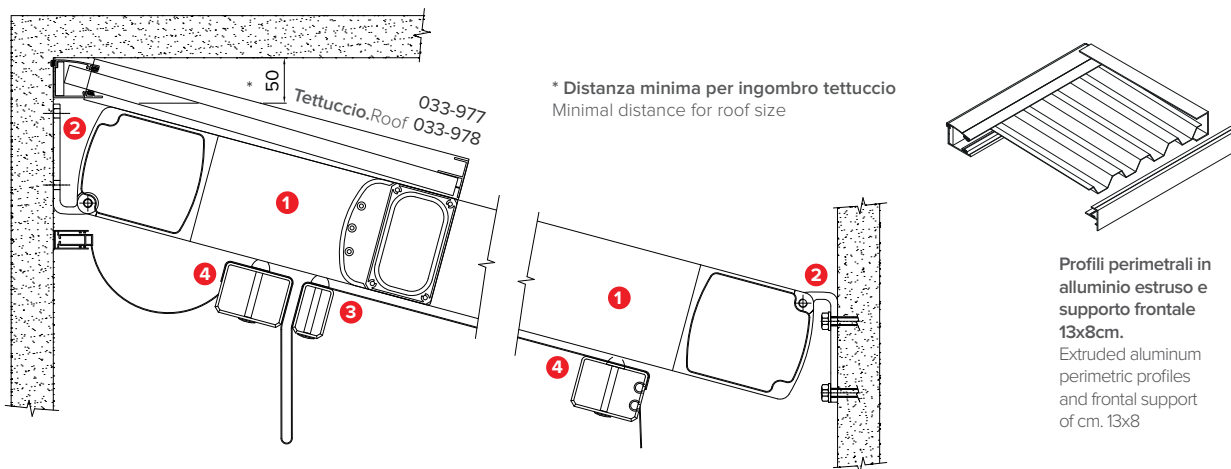 *
50
Tettuccio.Roof
033-977
033-978
* Distanza minima per ingombro tettuccio
Minimal distance for roof size
2
1
4
3
1
2
4
Profili perimetrali in
alluminio estruso e
supporto frontale
13x8cm.
Extruded aluminum
perimetric profiles
and frontal support
of cm. 13x8